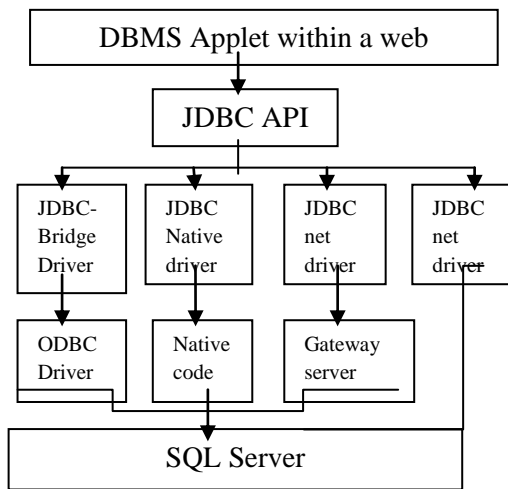 DBMS Applet within a web
JDBC API
JDBC-
Bridge
Driver
JDBC
Native
driver
JDBC
net
driver
JDBC
net
driver
ODBC
Driver
Native
code
Gateway
server
SQL Server